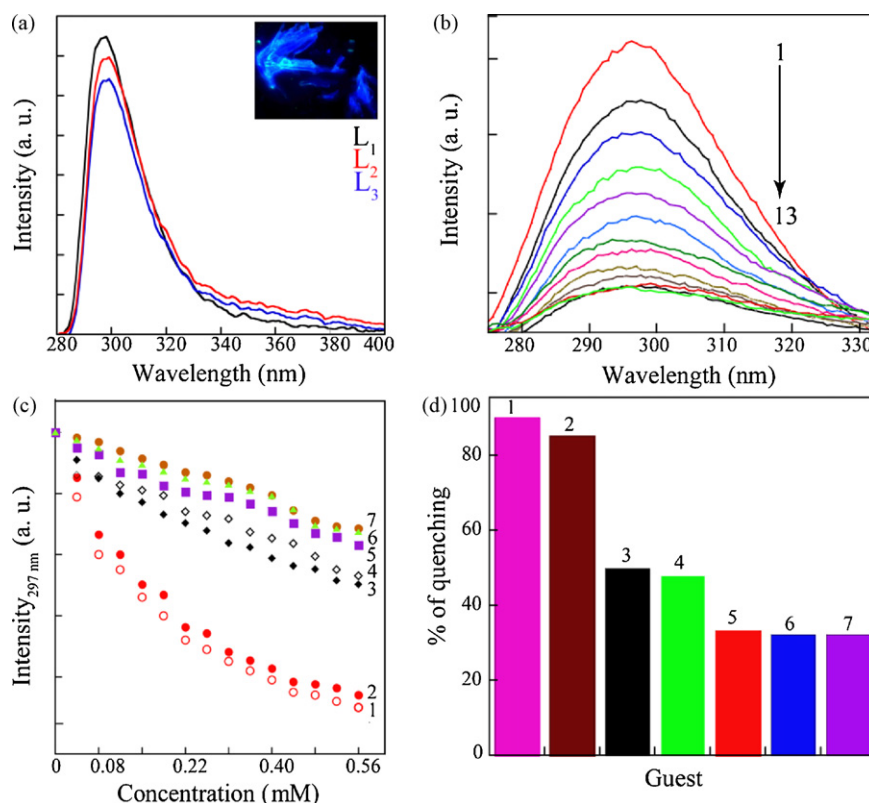 (a)
Intensity (a. u.)
L1
L2
L3
280 300 320 340 360 380 400
Wavelength (nm)
(b)
Intensity (a. u.)
1
13
280 290 300 310 320 330
Wavelength (nm)
(c)
Intensity297 nm (a. u.)
7
6
5
4
3
2
1
0 0.08 0.22 0.40 0.56
Concentration (mM)
(d)
% of quenching
100
80
60
40
20
0
1
2
3
4
5
6
7
Guest